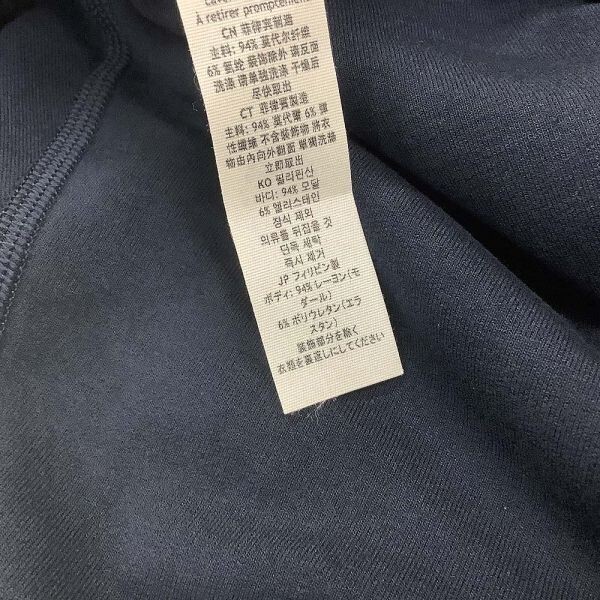 À retirer promptement
CN 菲律宾制造
主料: 94% 莫代尔纤维
6% 氨纶 装饰除外 请反面
洗涤 请单独洗涤 干燥后
尽快取出
CT 菲律賓製造
主料: 94% 莫代爾 6% 彈
性纖維 不含裝飾物 將衣
物由內向外翻面 單獨洗滌
立即取出
KO 필리핀산
바디: 94% 모달
6% 엘라스테인
장식 제외
의류를 뒤집을 것
단독 세탁
즉시 제거
JP フィリピン製
ボディ: 94% レーヨン(モ
ダール)
6% ポリウレタン(エラ
スタン)
装飾部分を除く
衣類を裏返しにしてください